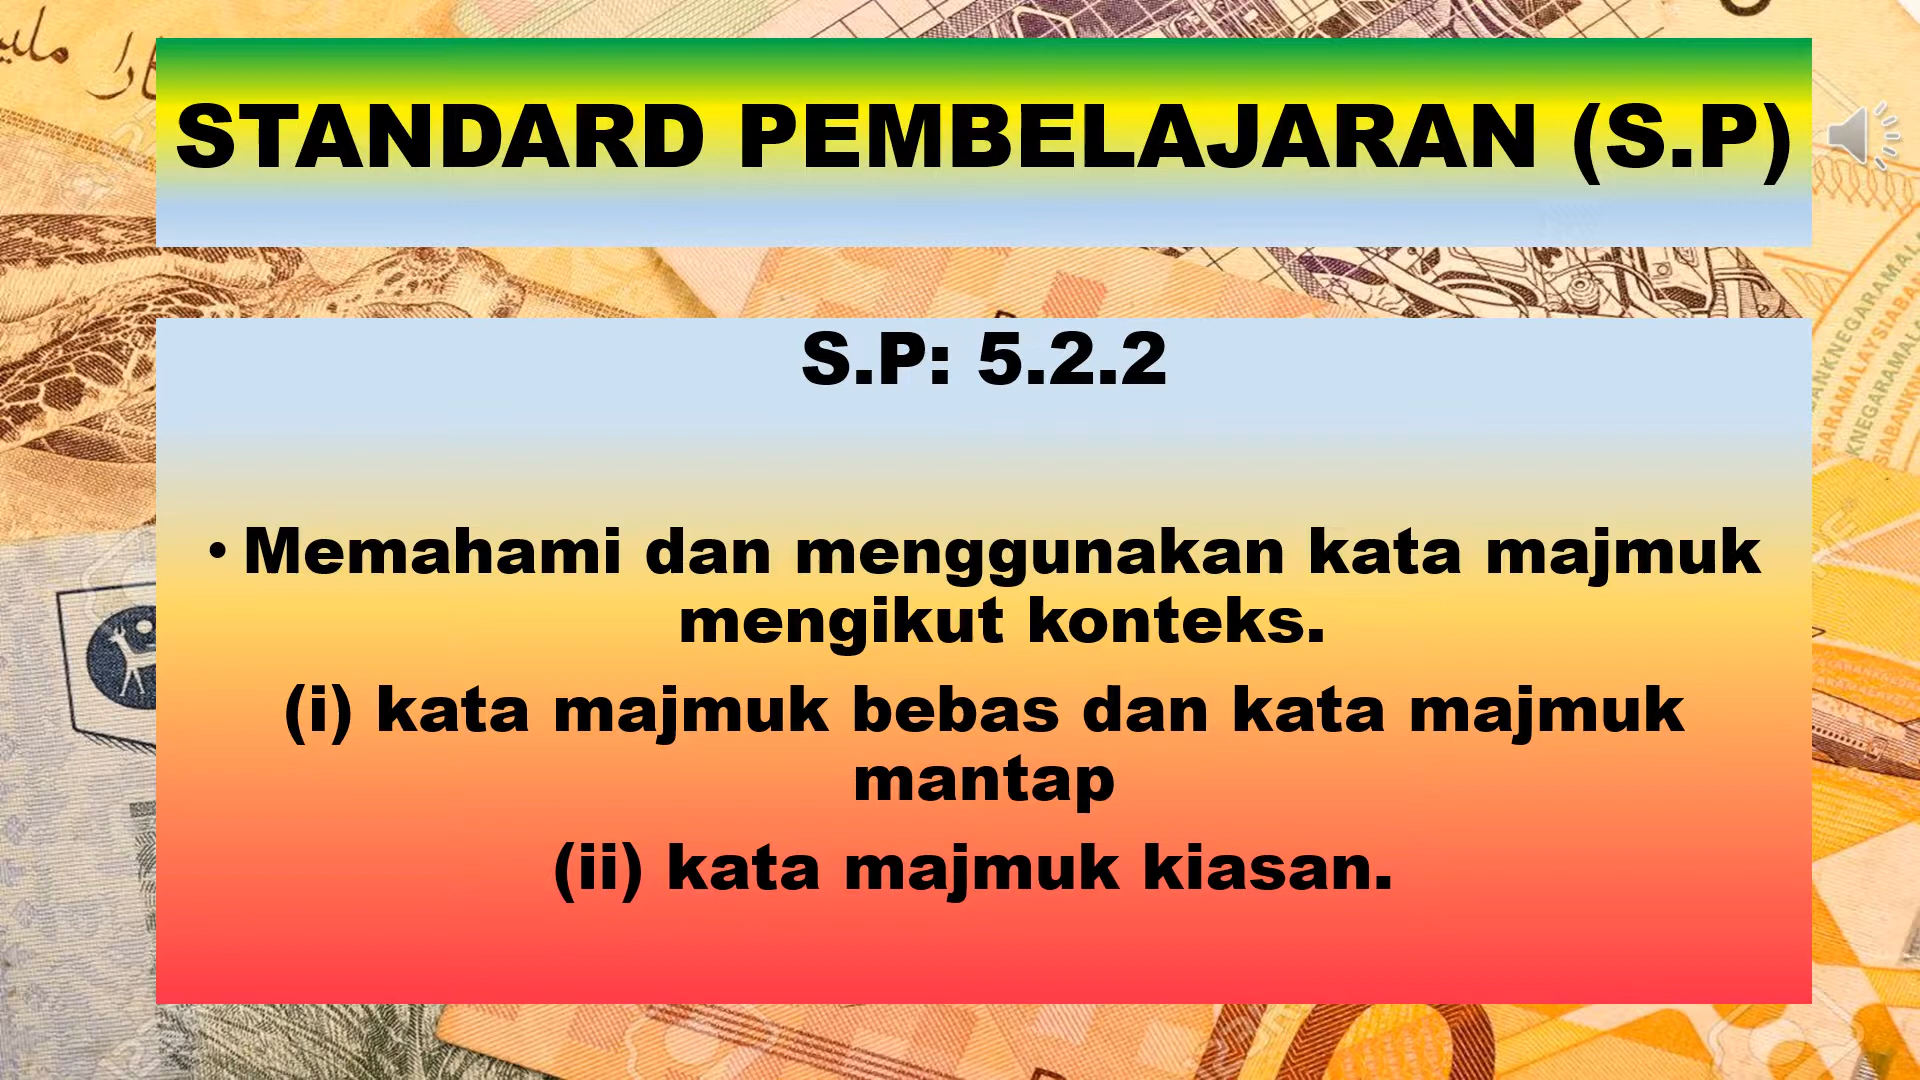 STANDARD PEMBELAJARAN (S.P)
S.P: 5.2.2
• Memahami dan menggunakan kata majmuk
mengikut konteks.
(i) kata majmuk bebas dan kata majmuk
mantap
(ii) kata majmuk kiasan.